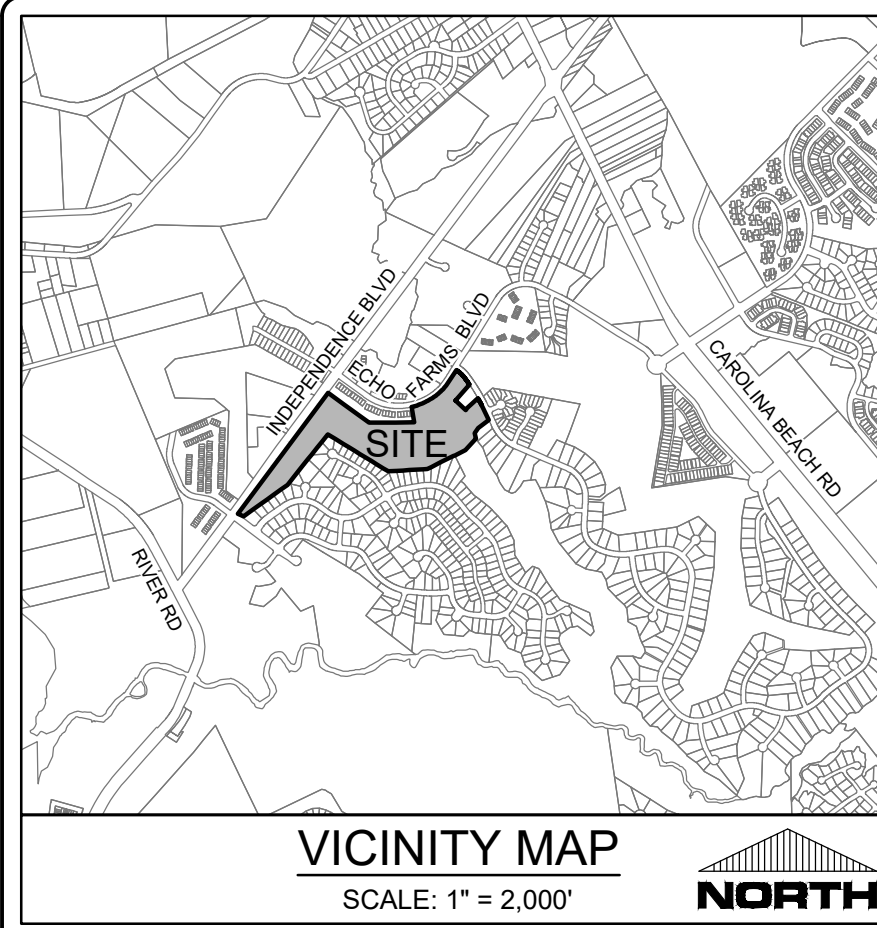 INDEPENDENCE BLVD
ECHO FARMS BLVD
CAROLINA BEACH RD
SITE
RIVER RD
VICINITY MAP
SCALE: 1" = 2,000'
NORTH